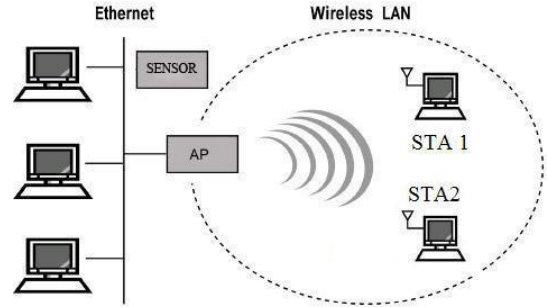 Ethernet
Wireless LAN
SENSOR
AP
STA 1
STA2